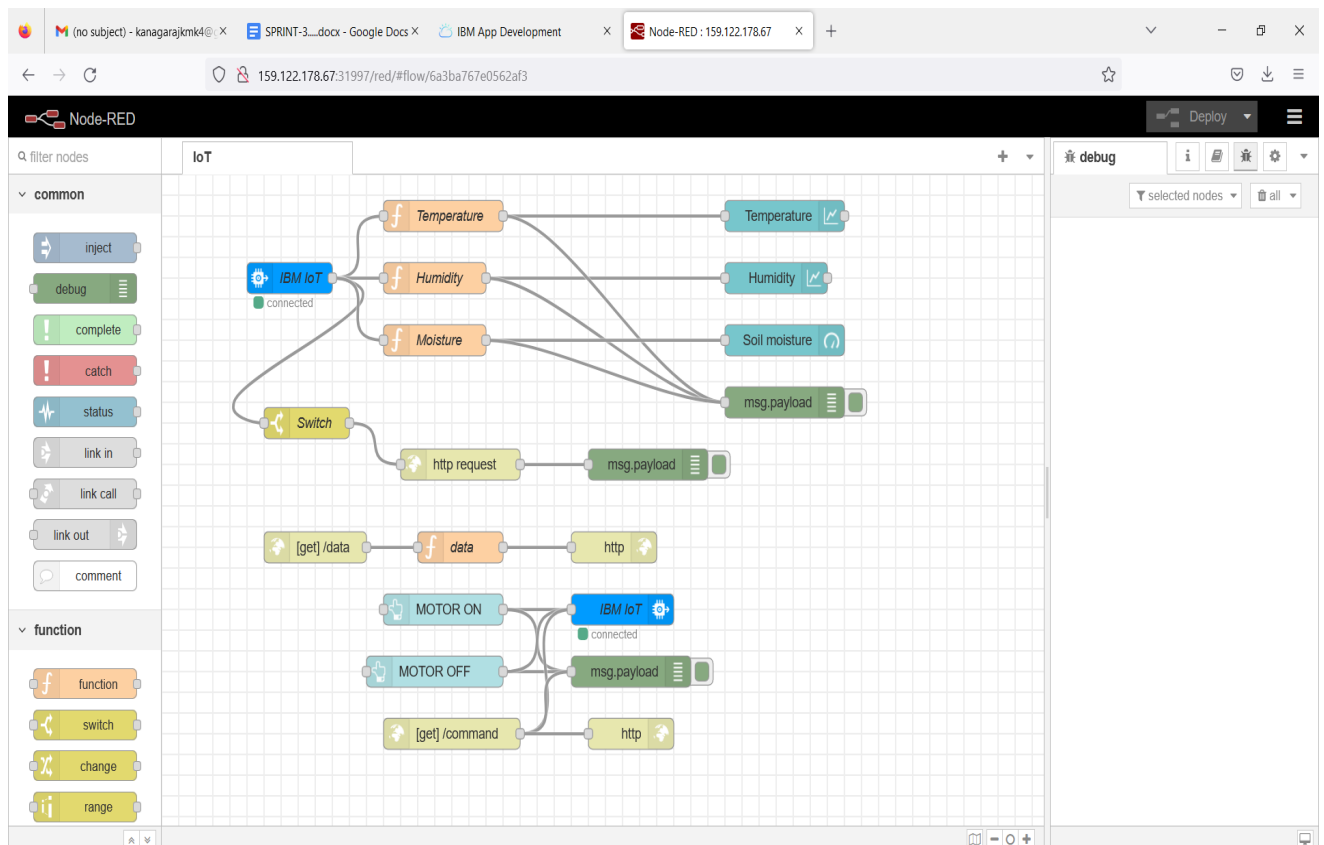 M (no subject) - kanagarajkmk4@g
SPRINT-3.....docx - Google Docs
IBM App Development
Node-RED : 159.122.178.67
159.122.178.67:31997/red/#flow/6a3ba767e0562af3
Node-RED
Deploy
filter nodes
IoT
debug
i
selected nodes
all
common
inject
debug
complete
catch
status
link in
link call
link out
comment
function
function
switch
change
range
Temperature
Temperature
IBM IoT
connected
Humidity
Humidity
Moisture
Soil moisture
msg.payload
Switch
http request
msg.payload
[get] /data
data
http
MOTOR ON
IBM IoT
connected
MOTOR OFF
msg.payload
[get] /command
http